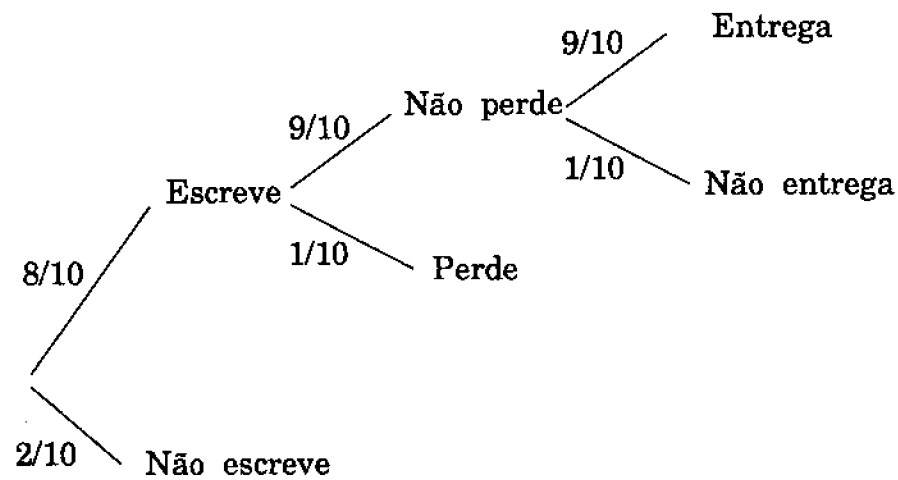 Entrega
9/10
Não perde
9/10
1/10
Não entrega
Escreve
1/10
Perde
8/10
2/10
Não escreve